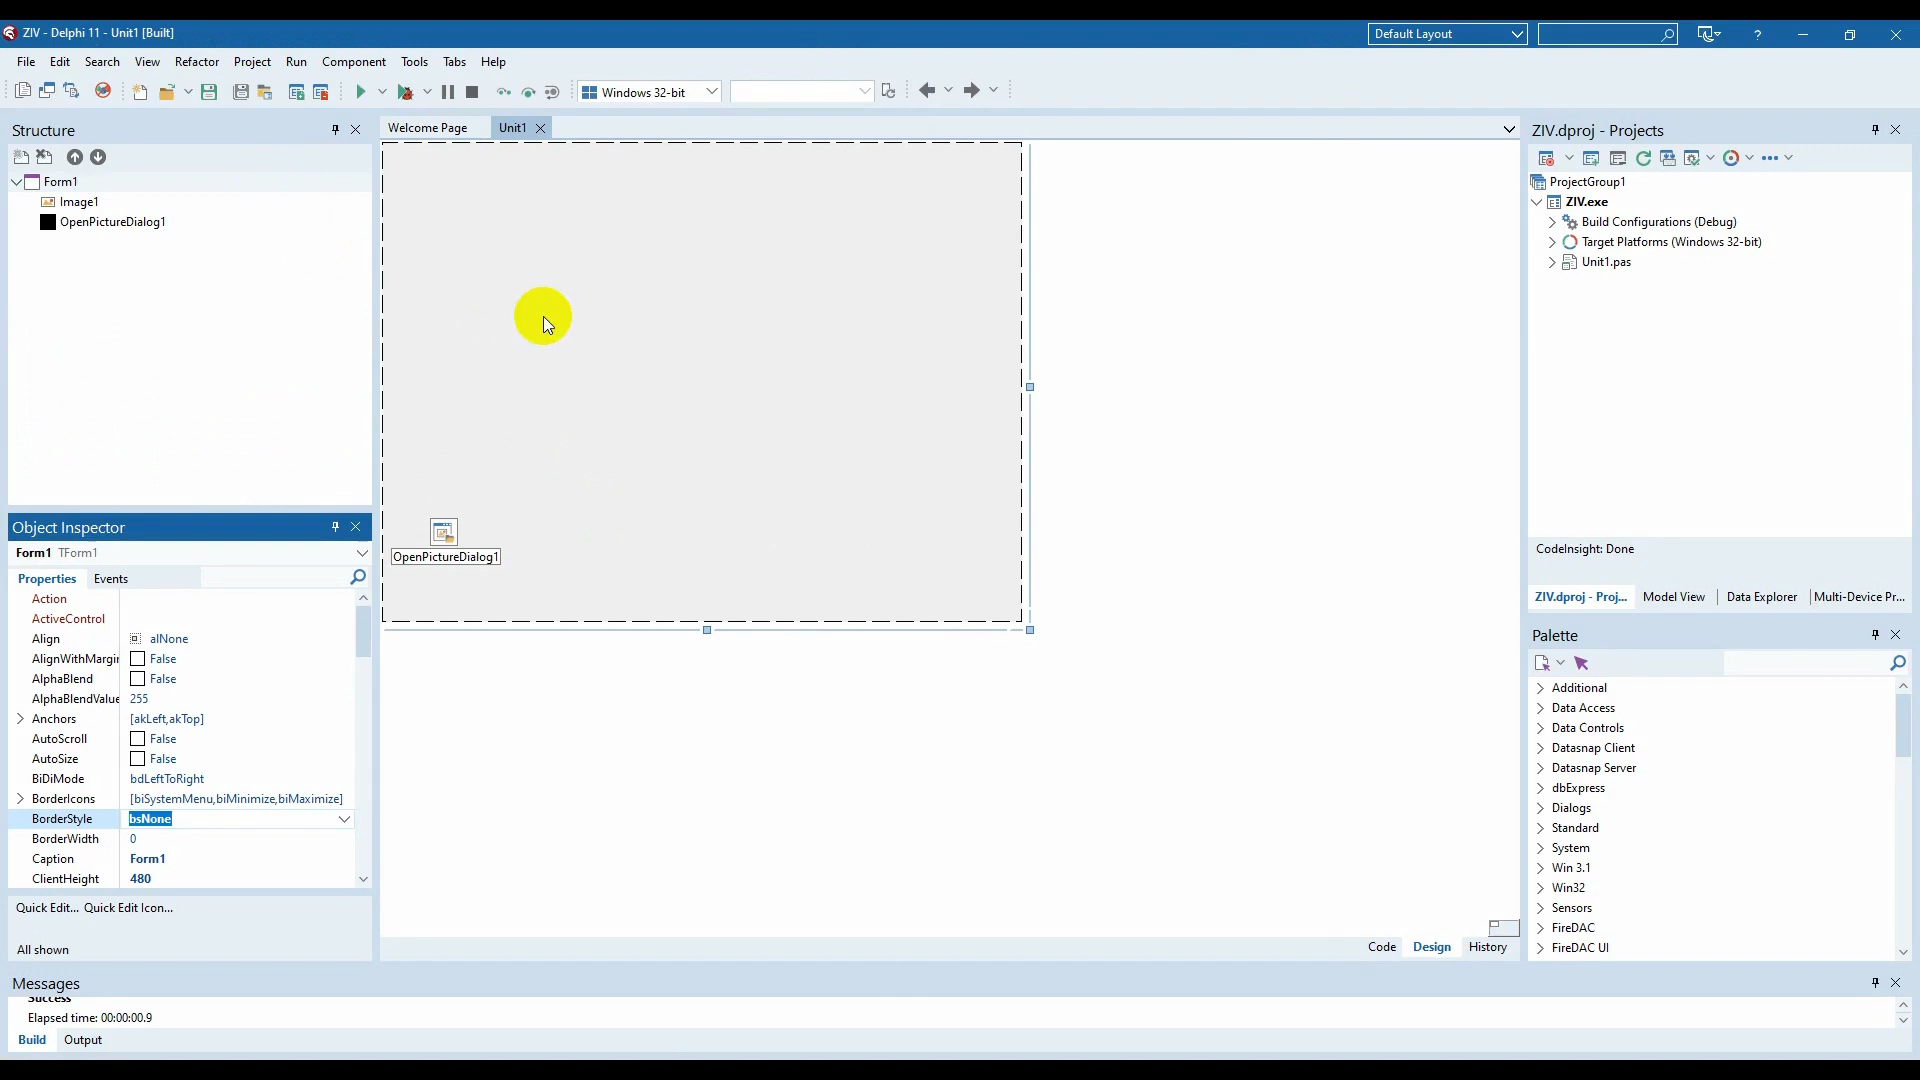 ZIV - Delphi 11 - Unit1 [Built]
Default Layout
?
File Edit Search View Refactor Project Run Component Tools Tabs Help
Windows 32-bit
Structure
Form1
Image1
OpenPictureDialog1
Welcome Page
Unit1
OpenPictureDialog1
Object Inspector
Form1 TForm1
Properties Events
Action
ActiveControl
Align alNone
AlignWithMargin False
AlphaBlend False
AlphaBlendValue 255
Anchors [akLeft,akTop]
AutoScroll False
AutoSize False
BiDiMode bdLeftToRight
BorderIcons [biSystemMenu,biMinimize,biMaximize]
BorderStyle bsNone
BorderWidth 0
Caption Form1
ClientHeight 480
Quick Edit... Quick Edit Icon...
All shown
Code Design History
ZIV.dproj - Projects
ProjectGroup1
ZIV.exe
Build Configurations (Debug)
Target Platforms (Windows 32-bit)
Unit1.pas
CodeInsight: Done
ZIV.dproj - Proj... Model View Data Explorer Multi-Device Pr...
Palette
Additional
Data Access
Data Controls
Datasnap Client
Datasnap Server
dbExpress
Dialogs
Standard
System
Win 3.1
Win32
Sensors
FireDAC
FireDAC UI
Messages
Success
Elapsed time: 00:00:00.9
Build Output